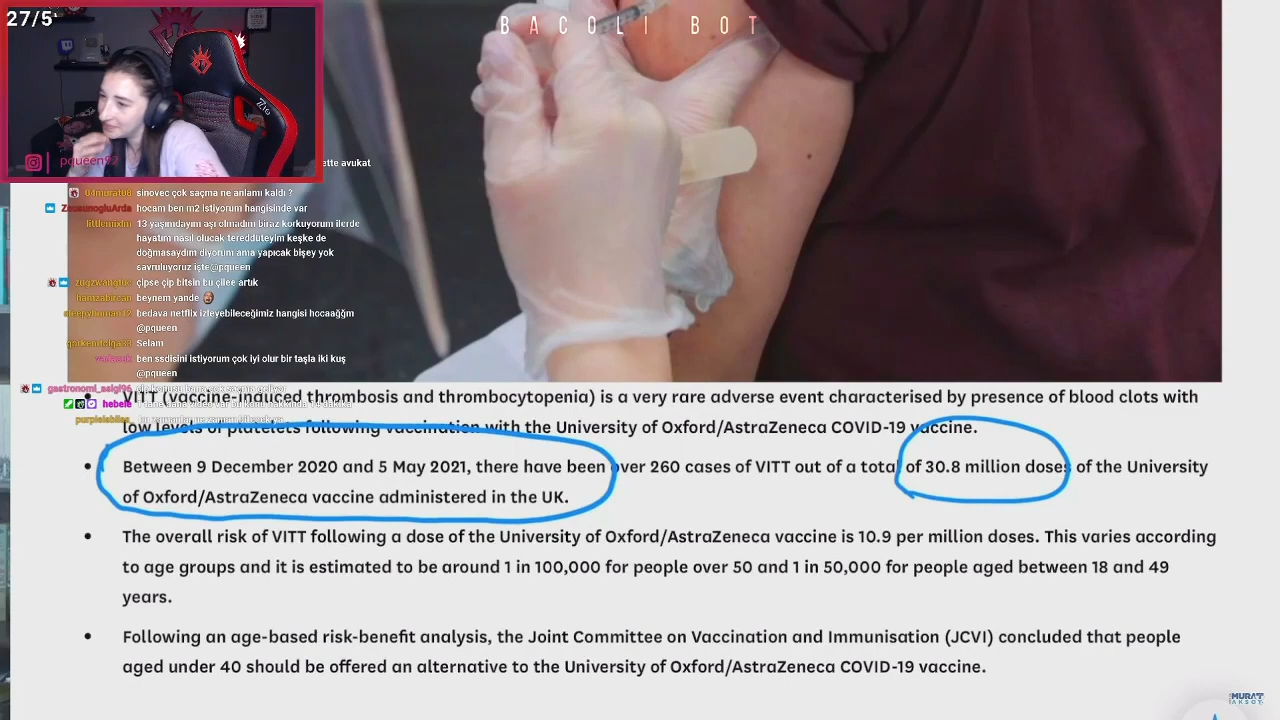 27/5
BACOLI BOT
pqueen97
ette avukat
04murat08 sinovec çok saçma ne anlamı kaldı ?
ZeusunogluArda hocam ben m2 istiyorum hangisinde var
littlemixlin 13 yaşımdayım aşı olmadım biraz korkuyorum ilerde
hayatım nasıl olucak tereddüteyim keşke de
doğmasaydım diyorum ama yapıcak bişey yok
savruluyoruz işte@pqueen
çipse çip bitsin bu çilee artık
hamzabircan beynem yande
bedava netflix izleyebileceğimiz hangisi hocaağğm
@pqueen
Selam
ben ssdisini istiyorum çok iyi olur bir taşla iki kuş
@pqueen
hebele
VITT (vaccine-induced thrombosis and thrombocytopenia) is a very rare adverse event characterised by presence of blood clots with
low levels of platelets following vaccination with the University of Oxford/AstraZeneca COVID-19 vaccine.
Between 9 December 2020 and 5 May 2021, there have been over 260 cases of VITT out of a total of 30.8 million doses of the University
of Oxford/AstraZeneca vaccine administered in the UK.
The overall risk of VITT following a dose of the University of Oxford/AstraZeneca vaccine is 10.9 per million doses. This varies according
to age groups and it is estimated to be around 1 in 100,000 for people over 50 and 1 in 50,000 for people aged between 18 and 49
years.
Following an age-based risk-benefit analysis, the Joint Committee on Vaccination and Immunisation (JCVI) concluded that people
aged under 40 should be offered an alternative to the University of Oxford/AstraZeneca COVID-19 vaccine.
MURAT
AKSOY